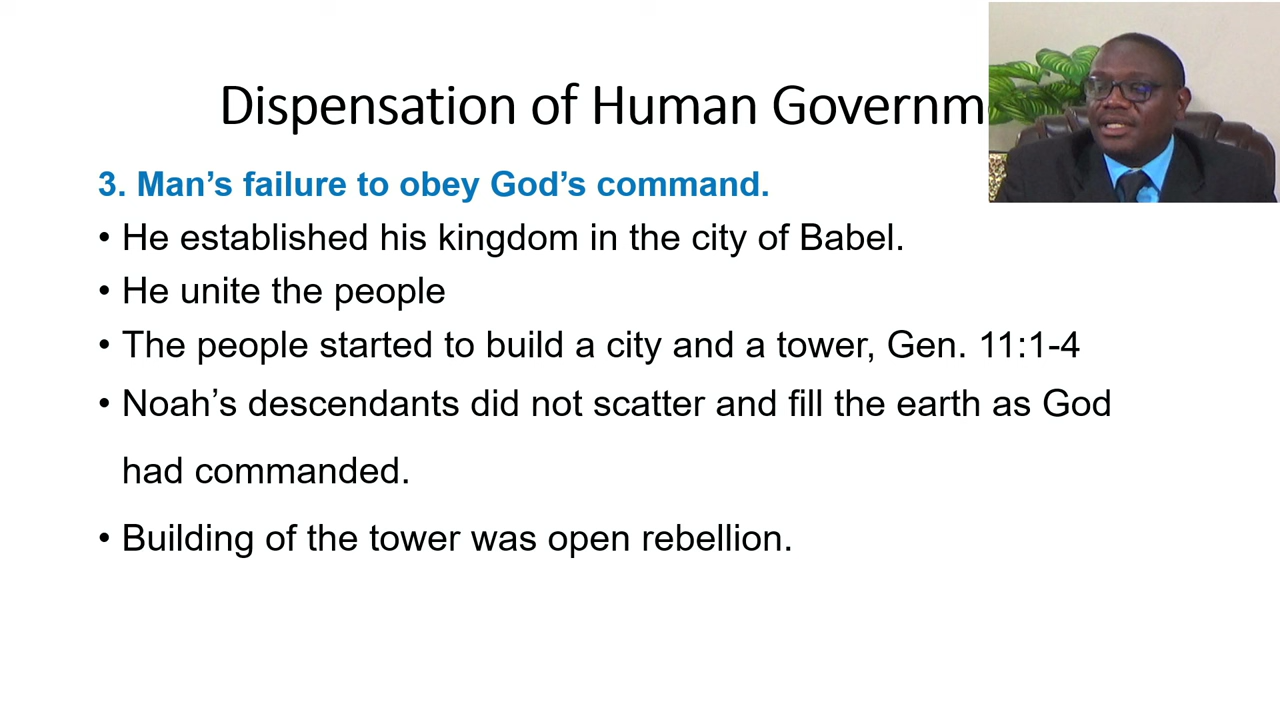 Dispensation of Human Governm
3. Man’s failure to obey God’s command.
• He established his kingdom in the city of Babel.
• He unite the people
• The people started to build a city and a tower, Gen. 11:1-4
• Noah’s descendants did not scatter and fill the earth as God
had commanded.
• Building of the tower was open rebellion.